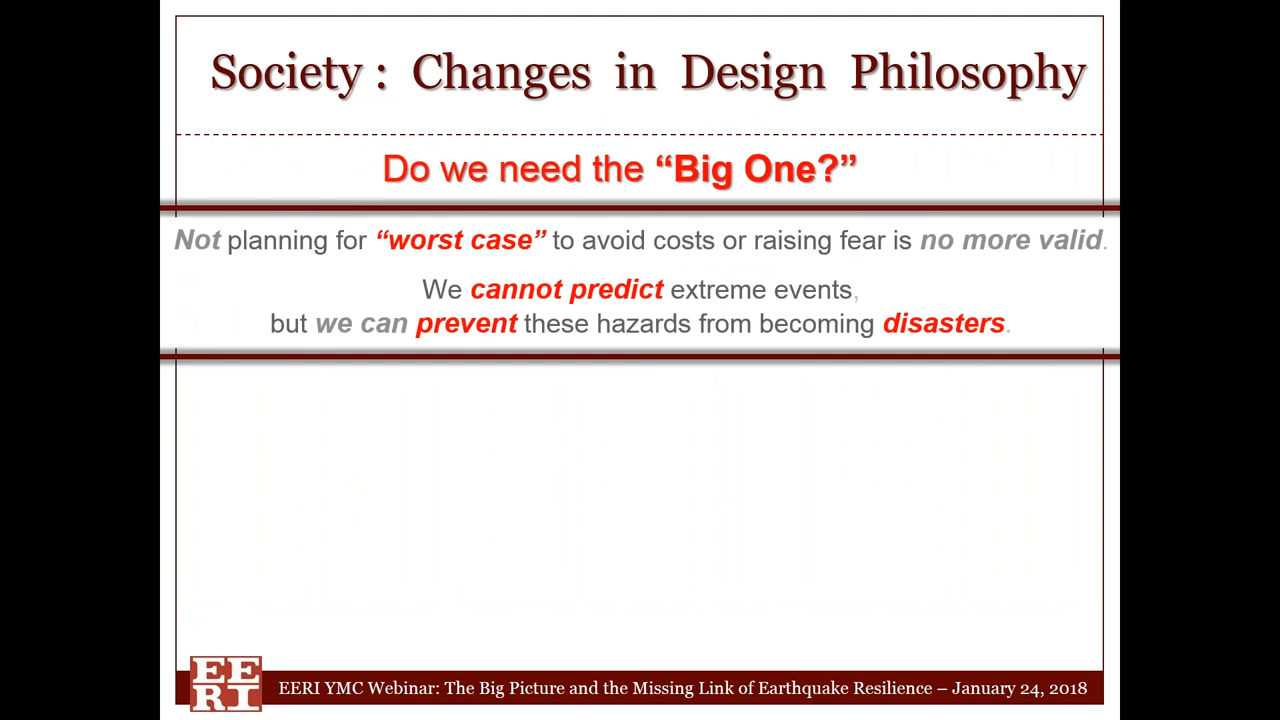 Society : Changes in Design Philosophy
Do we need the “Big One?”
Not planning for “worst case” to avoid costs or raising fear is no more valid.
We cannot predict extreme events,
but we can prevent these hazards from becoming disasters.
EE
RI
EERI YMC Webinar: The Big Picture and the Missing Link of Earthquake Resilience – January 24, 2018